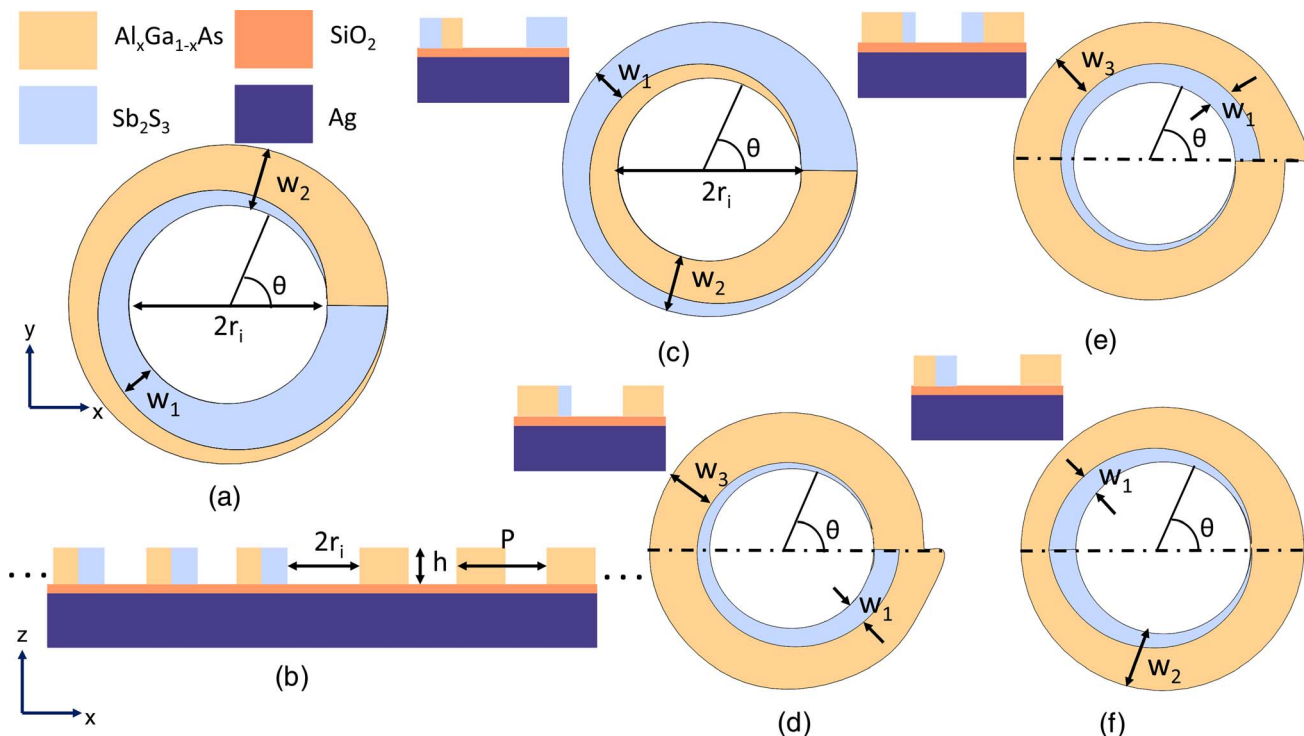 AlₓGa₁₋ₓAs
SiO₂
Sb₂S₃
Ag
w₂
θ
2rᵢ
w₁
y
x
(a)
...
2rᵢ
h
P
...
z
x
(b)
w₁
θ
2rᵢ
w₂
(c)
w₃
θ
w₁
(d)
w₃
w₁
θ
(e)
w₁
θ
w₂
(f)